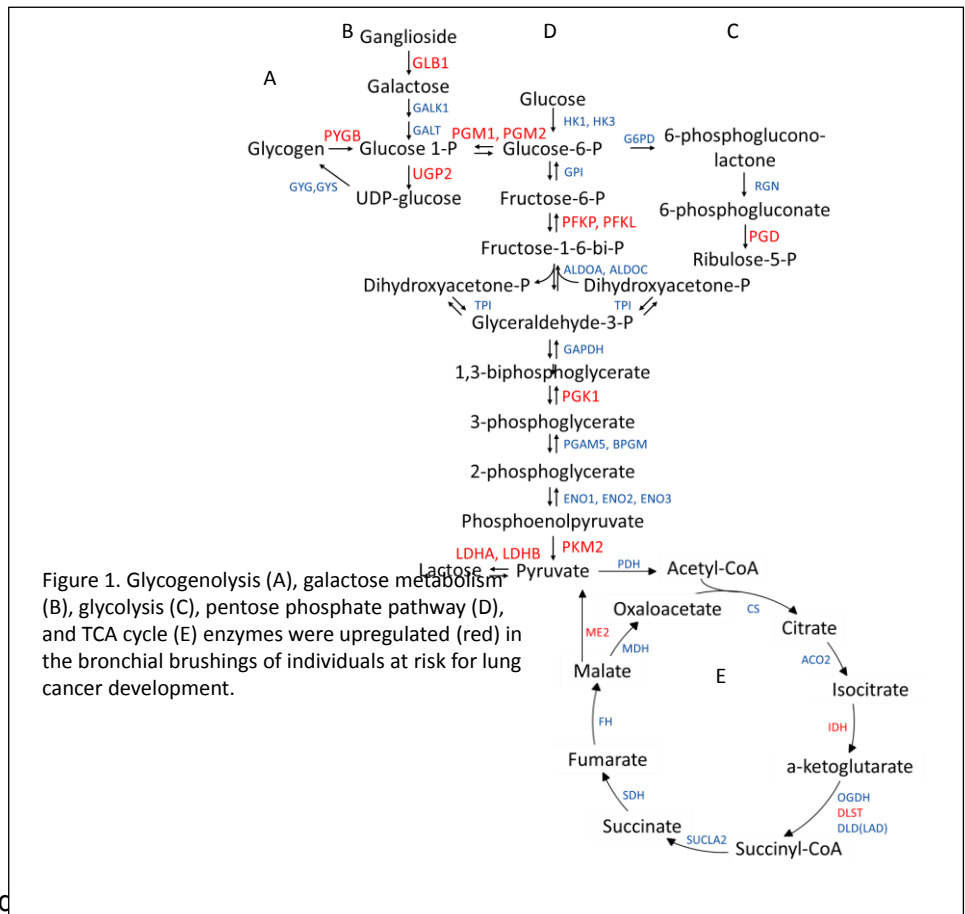 B
D
C
Ganglioside
GLB1
A
Galactose
Glucose
GALK1
HK1, HK3
GALT
PYGB
PGM1, PGM2
G6PD
6-phosphoglucono-
lactone
Glycogen
Glucose 1-P
Glucose-6-P
UGP2
GPI
RGN
GYG,GYS
UDP-glucose
Fructose-6-P
6-phosphogluconate
PFKP, PFKL
PGD
Fructose-1-6-bi-P
Ribulose-5-P
ALDOA, ALDOC
Dihydroxyacetone-P
Dihydroxyacetone-P
TPI
TPI
Glyceraldehyde-3-P
GAPDH
1,3-biphosphoglycerate
PGK1
3-phosphoglycerate
PGAM5, BPGM
2-phosphoglycerate
ENO1, ENO2, ENO3
Phosphoenolpyruvate
LDHA, LDHB
PKM2
Lactose
Pyruvate
PDH
Acetyl-CoA
Figure 1. Glycogenolysis (A), galactose metabolism
(B), glycolysis (C), pentose phosphate pathway (D),
and TCA cycle (E) enzymes were upregulated (red) in
the bronchial brushings of individuals at risk for lung
cancer development.
Oxaloacetate
CS
Citrate
ME2
MDH
ACO2
Malate
E
Isocitrate
FH
IDH
Fumarate
a-ketoglutarate
SDH
OGDH
DLST
DLD(LAD)
Succinate
SUCLA2
Succinyl-CoA